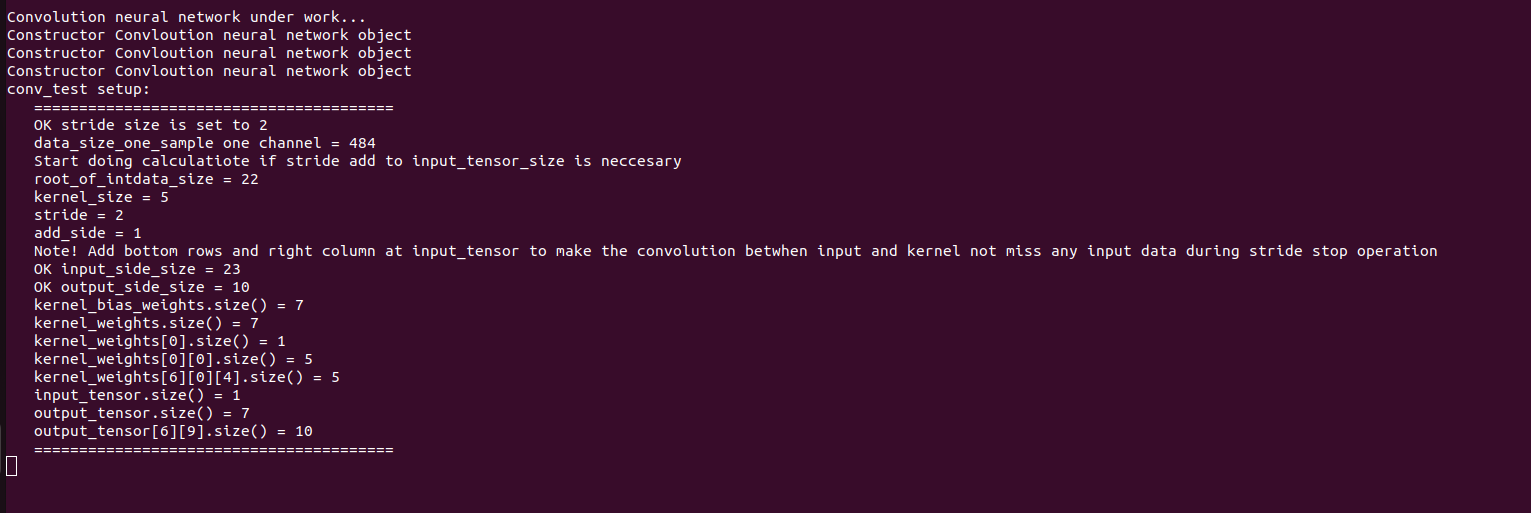 Convolution neural network under work...
Constructor Convloution neural network object
Constructor Convloution neural network object
Constructor Convloution neural network object
conv_test setup:
========================================
OK stride size is set to 2
data_size_one_sample one channel = 484
Start doing calculatiote if stride add to input_tensor_size is neccesary
root_of_intdata_size = 22
kernel_size = 5
stride = 2
add_side = 1
Note! Add bottom rows and right column at input_tensor to make the convolution betwhen input and kernel not miss any input data during stride stop operation
OK input_side_size = 23
OK output_side_size = 10
kernel_bias_weights.size() = 7
kernel_weights.size() = 7
kernel_weights[0].size() = 1
kernel_weights[0][0].size() = 5
kernel_weights[6][0][4].size() = 5
input_tensor.size() = 1
output_tensor.size() = 7
output_tensor[6][9].size() = 10
========================================